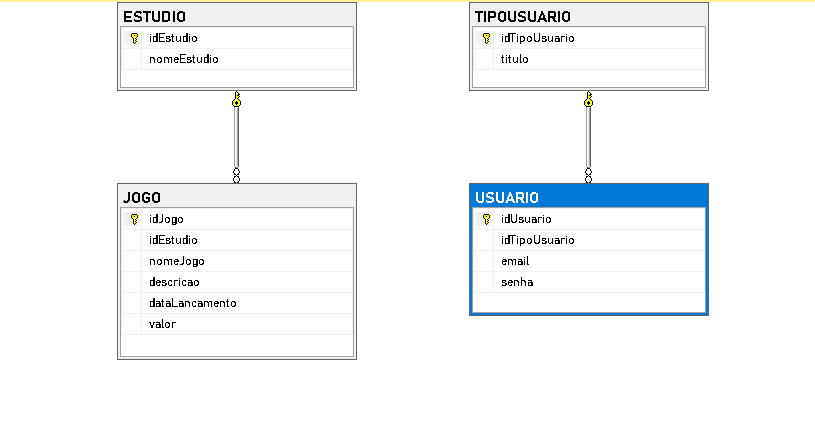 ESTUDIO
idEstudio
nomeEstudio
TIPOUSUARIO
idTipoUsuario
titulo
JOGO
idJogo
idEstudio
nomeJogo
descricao
dataLancamento
valor
USUARIO
idUsuario
idTipoUsuario
email
senha